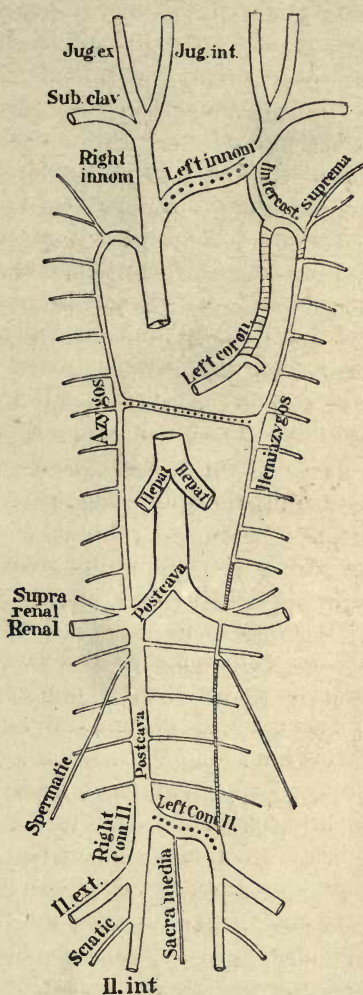 Jug. ex
Jug. int.
Sub. clav
Right
innom
Left innom
Intercost.
suprema
Left coron.
Azygos
Hemiazygos
Hepat
Hepat
Supra
renal
Renal
Postcava
Postcava
Spermatic
Right
Com. Il.
Left Com. Il.
Il. ext.
Sciatic
Sacra media
Il. int